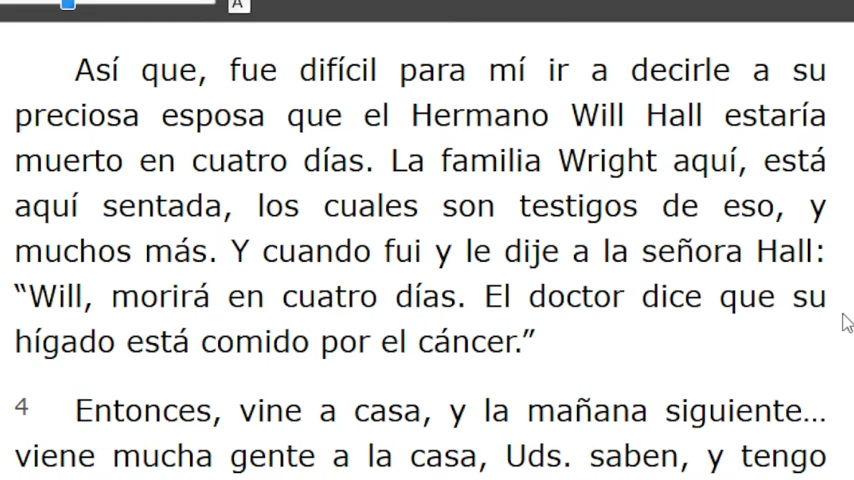 A
Así que, fue difícil para mí ir a decirle a su
preciosa esposa que el Hermano Will Hall estaría
muerto en cuatro días. La familia Wright aquí, está
aquí sentada, los cuales son testigos de eso, y
muchos más. Y cuando fui y le dije a la señora Hall:
“Will, morirá en cuatro días. El doctor dice que su
hígado está comido por el cáncer.”
4 Entonces, vine a casa, y la mañana siguiente...
viene mucha gente a la casa, Uds. saben, y tengo